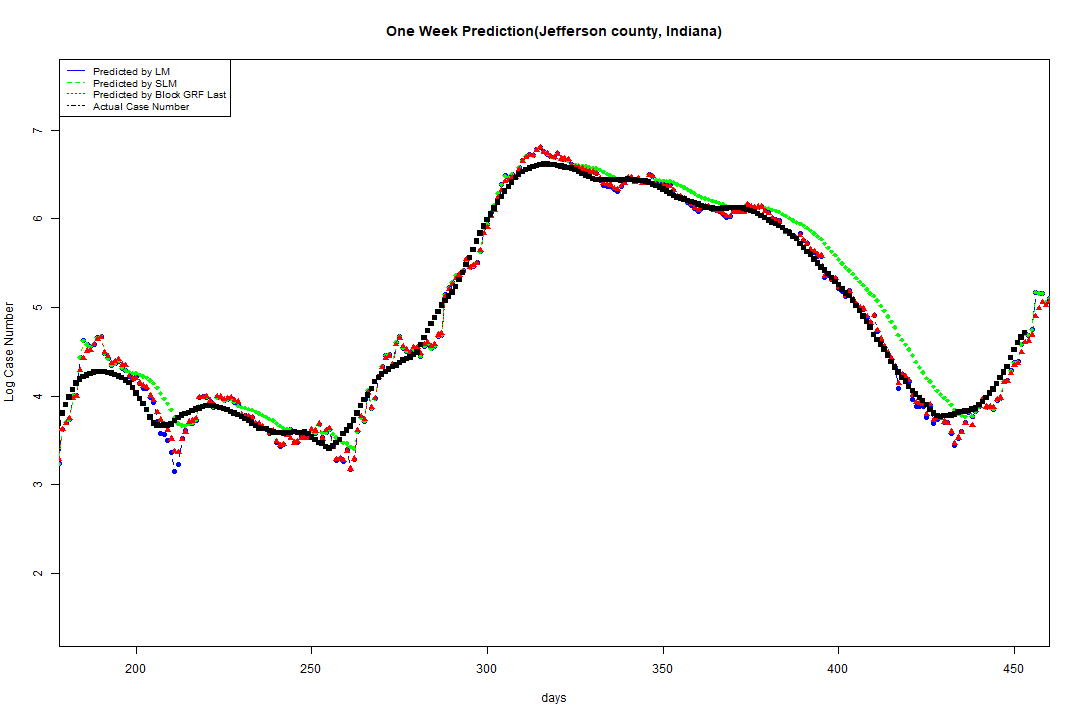 One Week Prediction(Jefferson county, Indiana)
Predicted by LM
Predicted by SLM
Predicted by Block GRF Last
Actual Case Number
7
6
5
4
3
2
Log Case Number
200 250 300 350 400 450
days